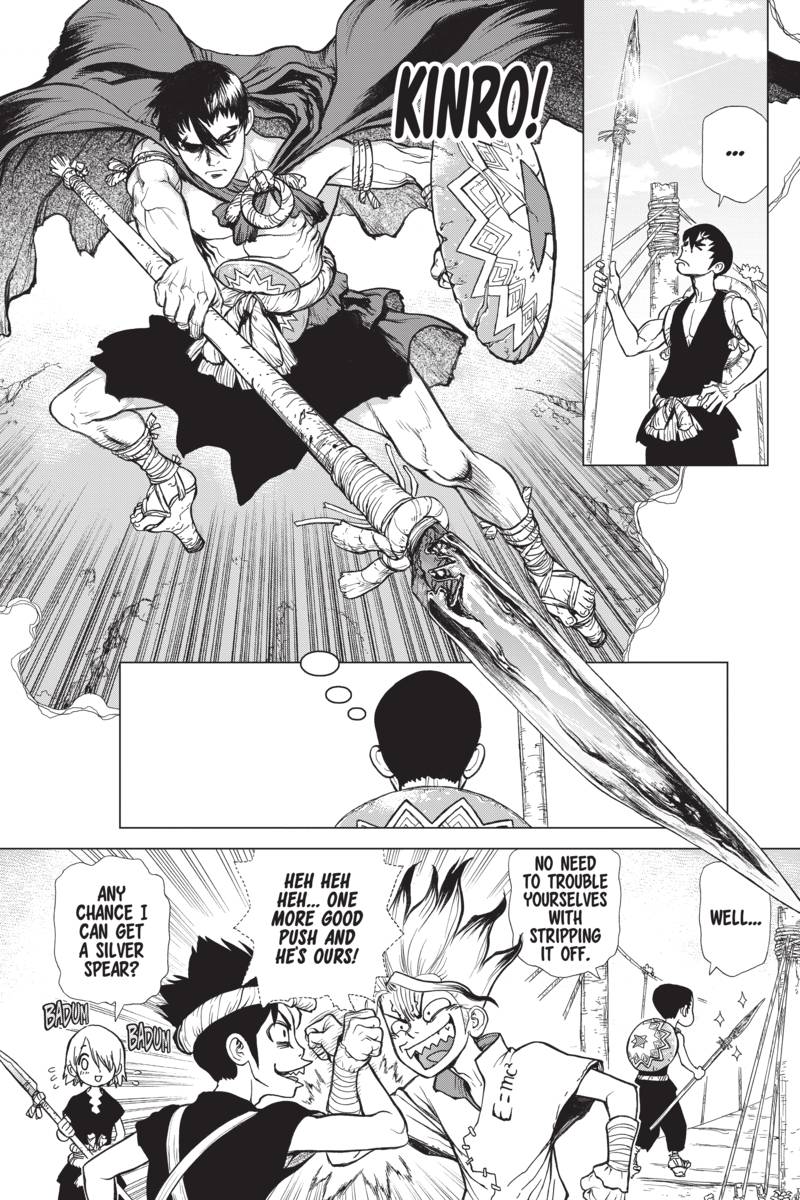 ...
KINRO!
WELL...
NO NEED
TO TROUBLE
YOURSELVES
WITH
STRIPPING
IT OFF.
HEH HEH
HEH... ONE
MORE GOOD
PUSH AND
HE'S OURS!
ANY
CHANCE I
CAN GET
A SILVER
SPEAR?
BADUM
BADUM
E=mc²